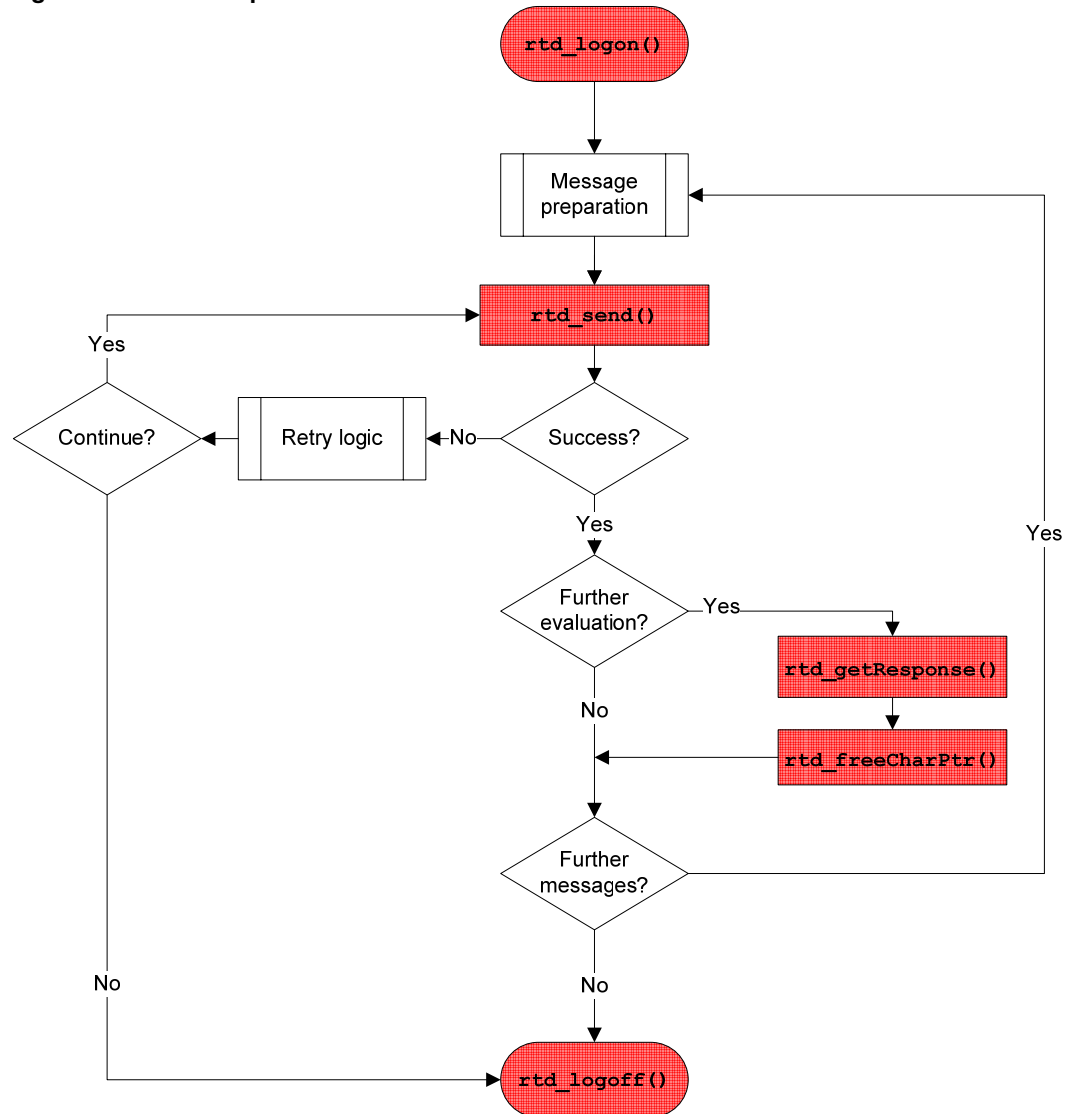 rtd_logon()
Message
preparation
rtd_send()
Yes
Continue?
Retry logic
No
Success?
Yes
Yes
Further
evaluation?
Yes
rtd_getResponse()
No
rtd_freeCharPtr()
Further
messages?
No
No
rtd_logoff()